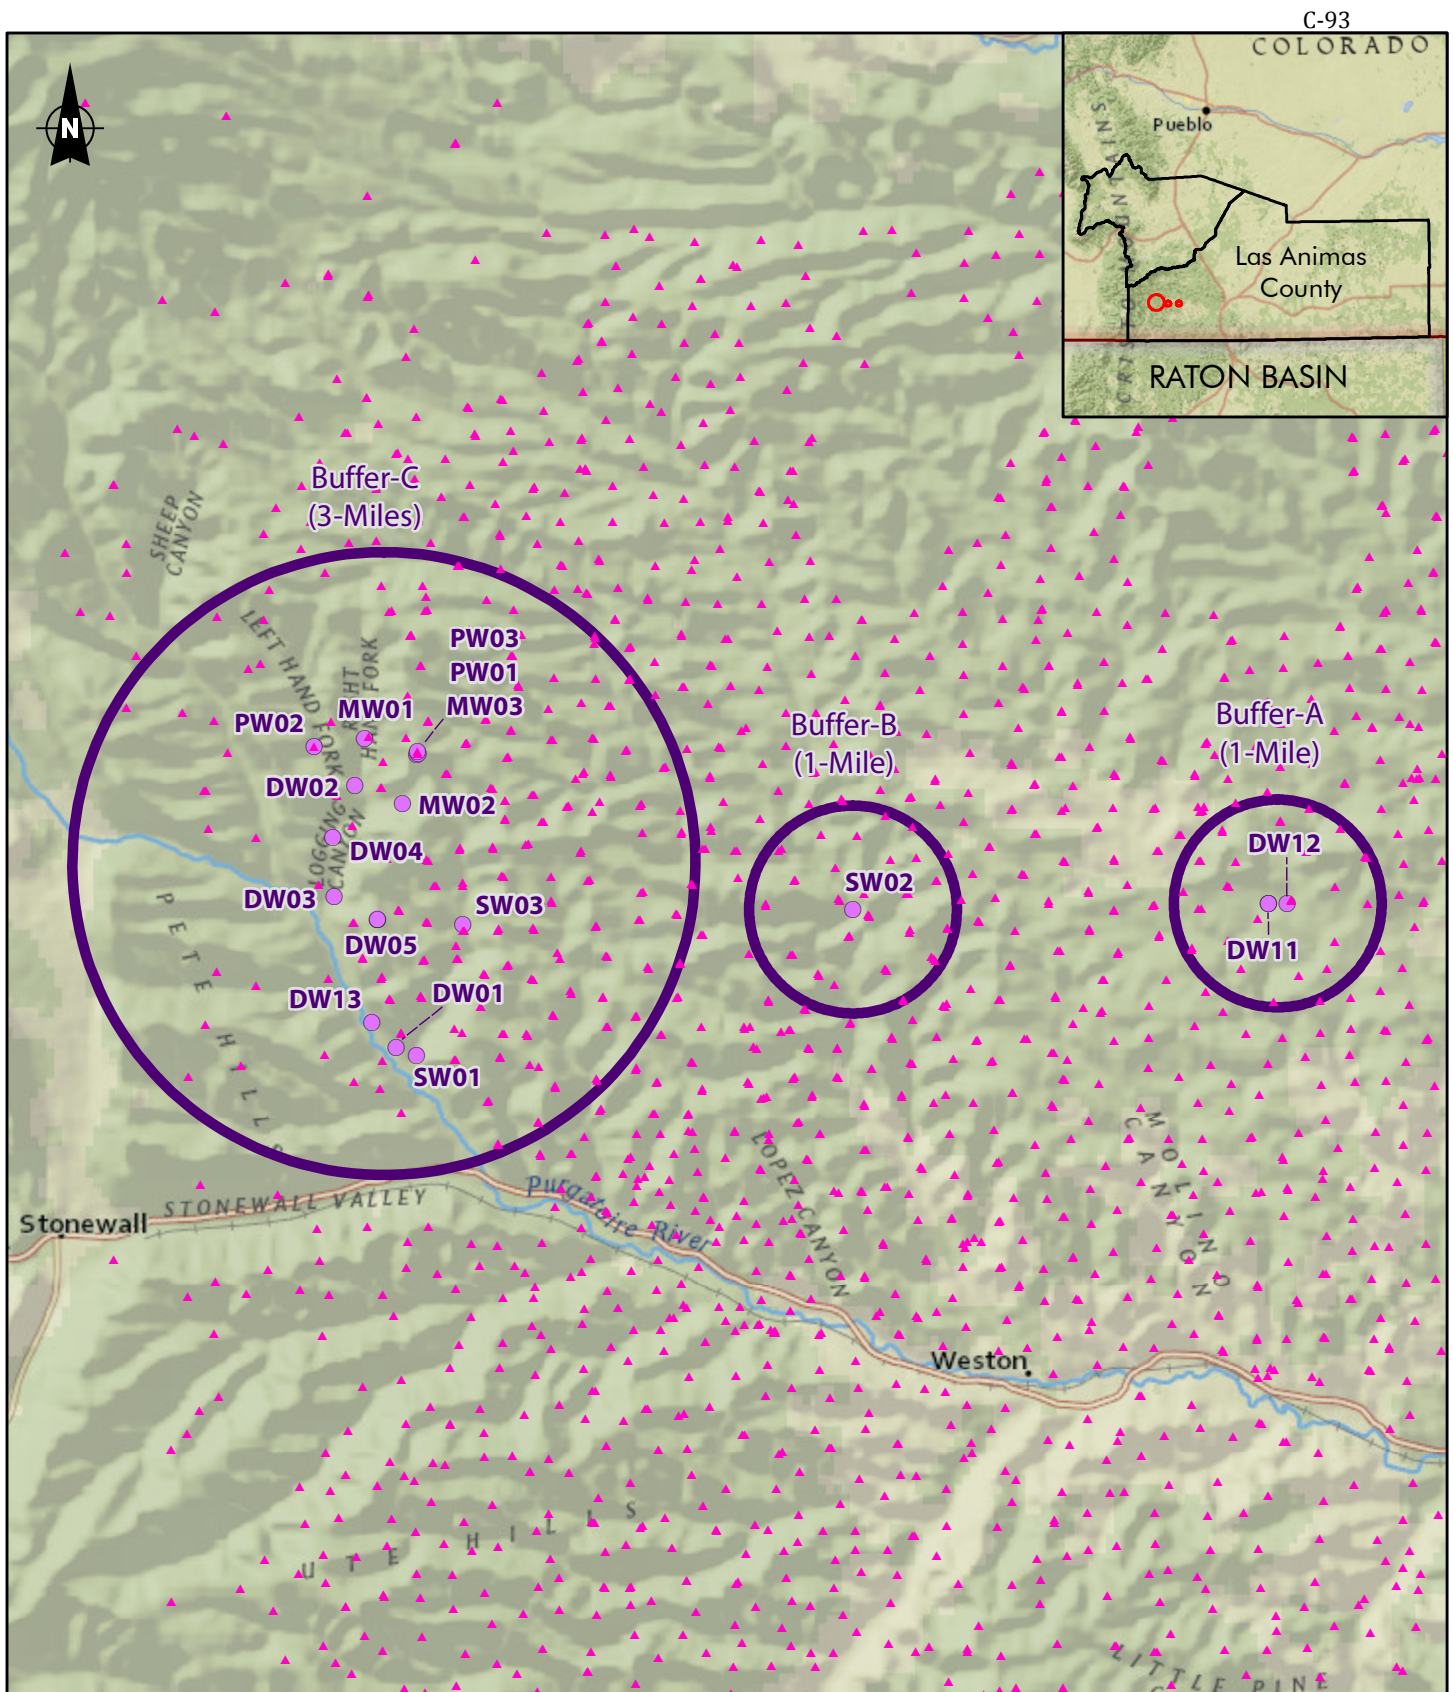 C-93
COLORADO
Pueblo
Las Animas
County
RATON BASIN
N
SHEEP
CANYON
Buffer-C
(3-Miles)
LEFT HAND FORK
RIGHT
HAND FORK
PW03
PW01
MW03
MW01
PW02
DW02
MW02
LOGGING
CANYON
DW04
DW03
SW03
DW05
DW13
DW01
SW01
PETE HILLS
Buffer-B
(1-Mile)
SW02
Buffer-A
(1-Mile)
DW12
DW11
Stonewall
STONEWALL VALLEY
Purgatoire River
LOPEZ CANYON
MOLINO
CANYON
Weston
UTE HILLS
LITTLE PINE